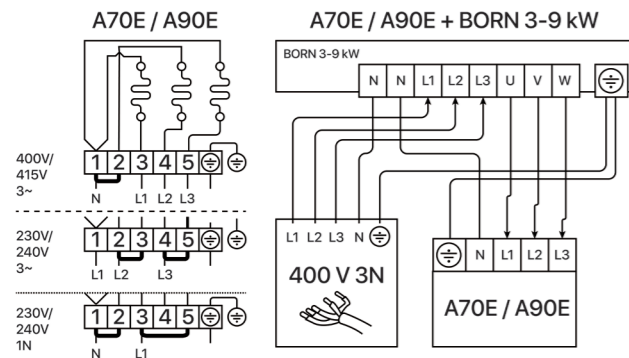 A70E / A90E
400V/
415V
3~
1 2 3 4 5
N L1 L2 L3
230V/
240V
3~
1 2 3 4 5
L1 L2 L3
230V/
240V
1N
1 2 3 4 5
N L1
A70E / A90E + BORN 3-9 kW
BORN 3-9 kW
N N L1 L2 L3 U V W
L1 L2 L3 N
400 V 3N
N L1 L2 L3
A70E / A90E